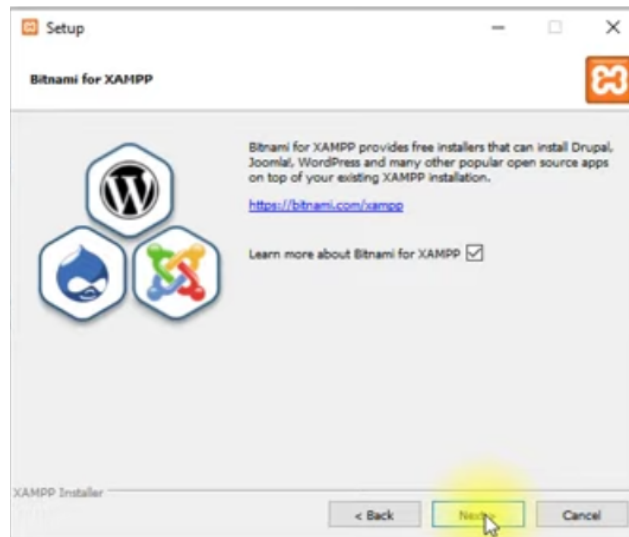 Setup
Bitnami for XAMPP
Bitnami for XAMPP provides free installers that can install Drupal,
Joomla!, WordPress and many other popular open source apps
on top of your existing XAMPP installation.
https://bitnami.com/xampp
Learn more about Bitnami for XAMPP
XAMPP Installer
< Back
Next >
Cancel